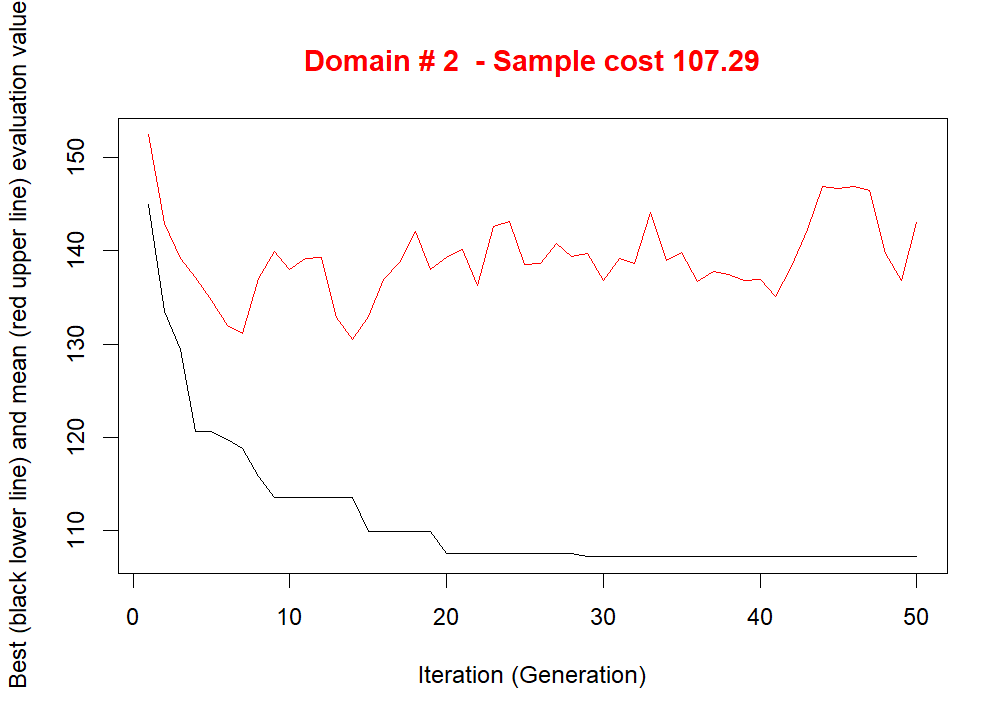 Domain # 2  - Sample cost 107.29
Best (black lower line) and mean (red upper line) evaluation value
150
140
130
120
110
0 10 20 30 40 50
Iteration (Generation)